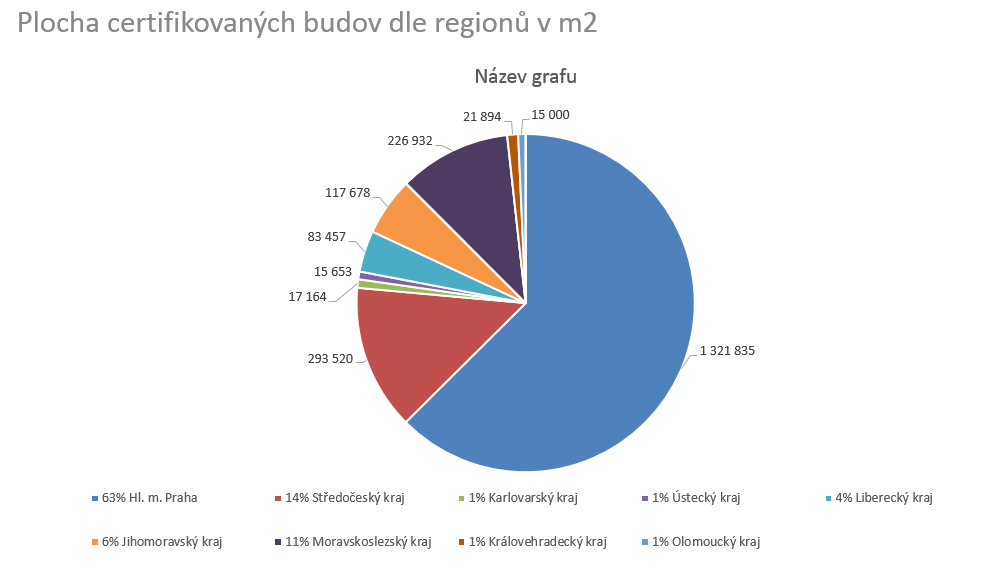 Plocha certifikovaných budov dle regionů v m2
Název grafu
21 894
15 000
226 932
117 678
83 457
15 653
17 164
293 520
1 321 835
63% Hl. m. Praha
14% Středočeský kraj
1% Karlovarský kraj
1% Ústecký kraj
4% Liberecký kraj
6% Jihomoravský kraj
11% Moravskoslezský kraj
1% Královehradecký kraj
1% Olomoucký kraj